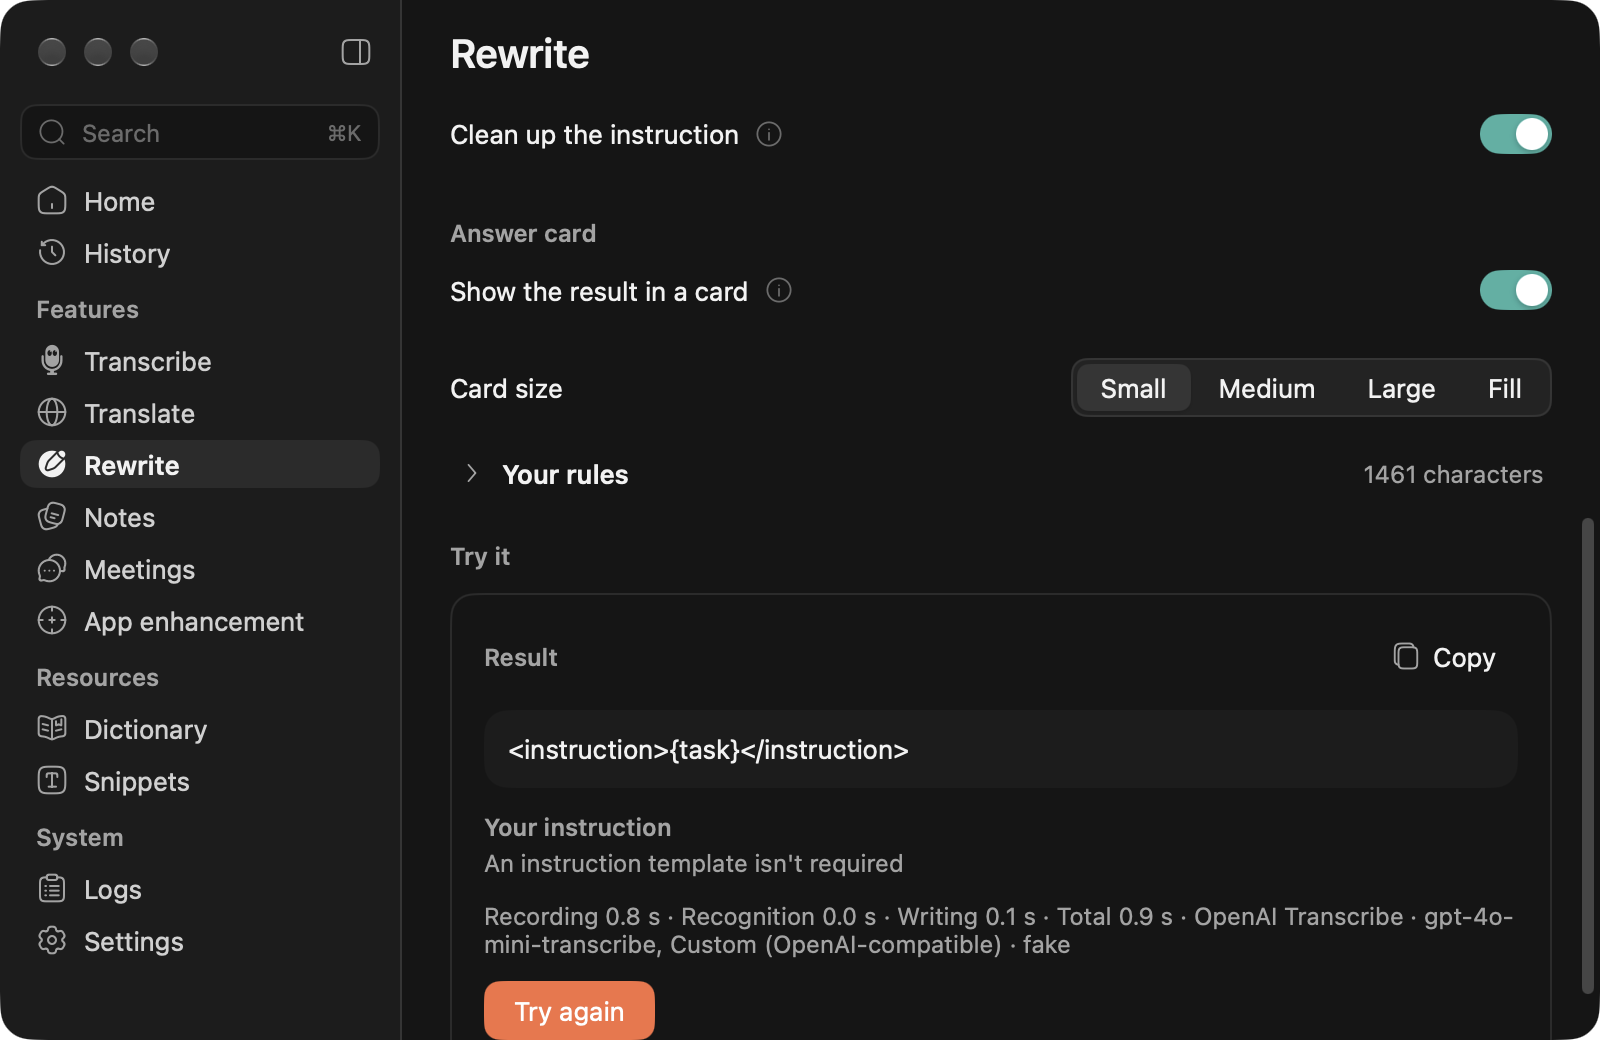 Search ⌘K
Home
History
Features
Transcribe
Translate
Rewrite
Notes
Meetings
App enhancement
Resources
Dictionary
Snippets
System
Logs
Settings
Rewrite
Clean up the instruction
Answer card
Show the result in a card
Card size Small Medium Large Fill
Your rules 1461 characters
Try it
Result Copy
<instruction>{task}</instruction>
Your instruction
An instruction template isn't required
Recording 0.8 s · Recognition 0.0 s · Writing 0.1 s · Total 0.9 s · OpenAI Transcribe · gpt-4o-
mini-transcribe, Custom (OpenAI-compatible) · fake
Try again